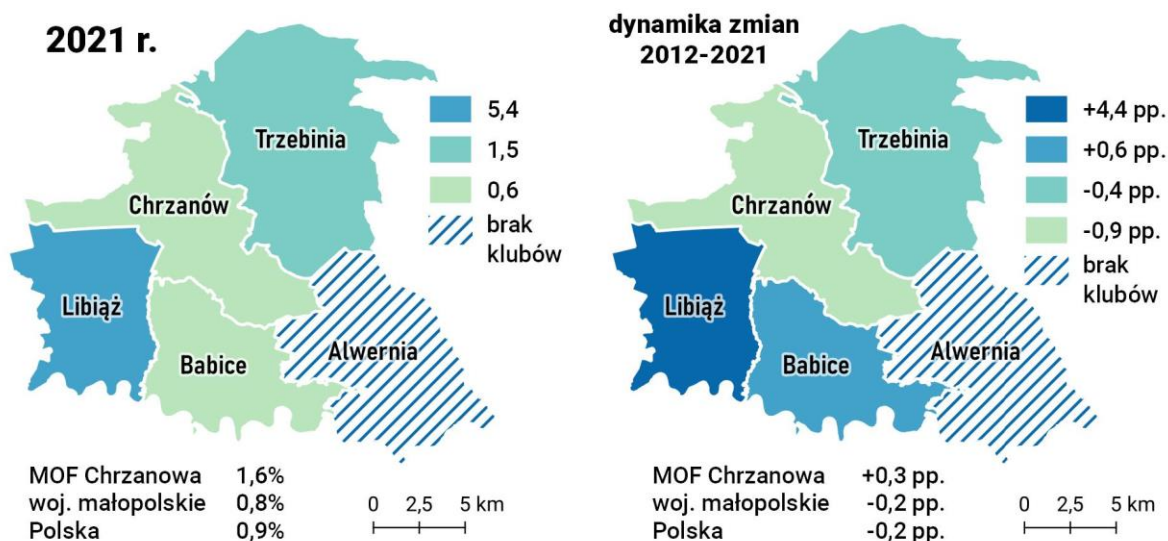 2021 r.
Trzebinia
Chrzanów
Libiąż
Babice
Alwernia
5,4
1,5
0,6
brak
klubów
MOF Chrzanowa 1,6%
woj. małopolskie 0,8%
Polska 0,9%
0 2,5 5 km
dynamika zmian
2012-2021
Trzebinia
Chrzanów
Libiąż
Babice
Alwernia
+4,4 pp.
+0,6 pp.
-0,4 pp.
-0,9 pp.
brak
klubów
MOF Chrzanowa +0,3 pp.
woj. małopolskie -0,2 pp.
Polska -0,2 pp.
0 2,5 5 km